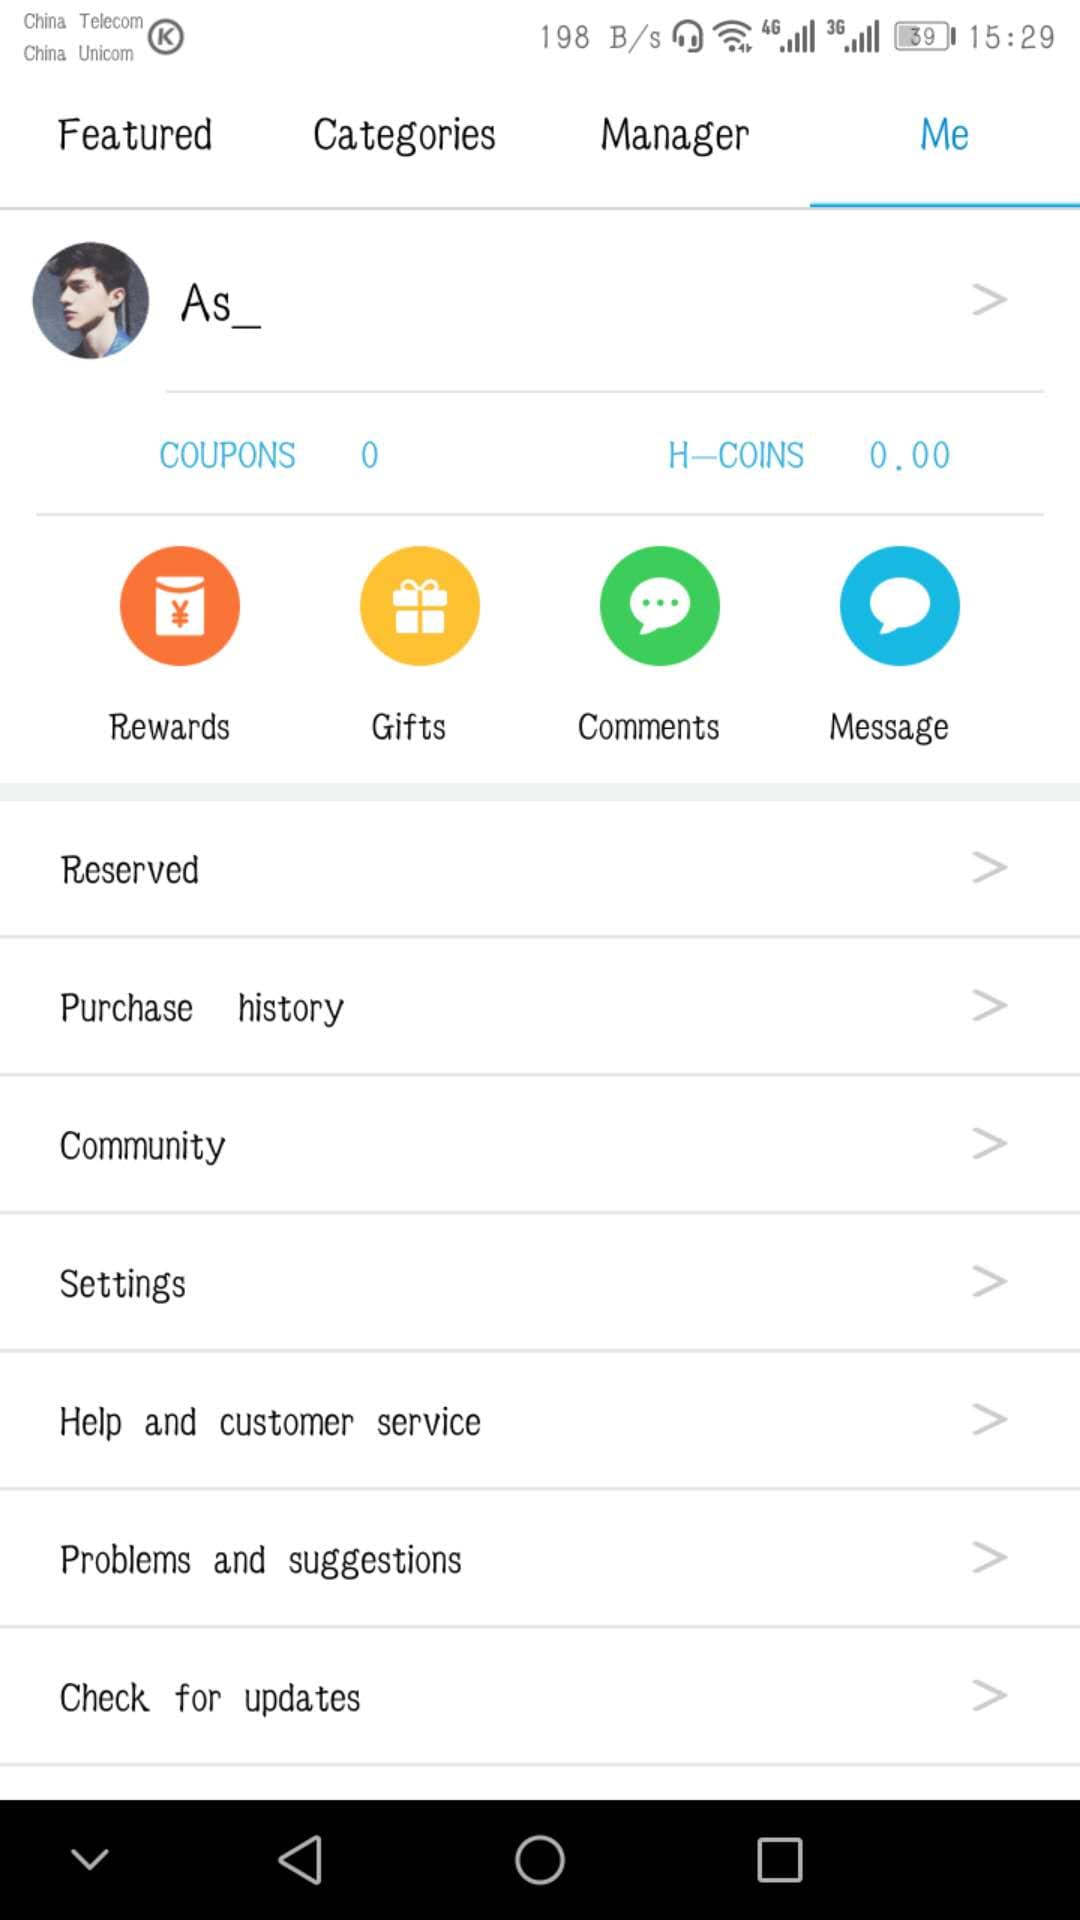 China Telecom
China Unicom
K 198 B/s 4G 3G 39 15:29
Featured Categories Manager Me
As_ >
COUPONS 0 H-COINS 0.00
¥
Rewards Gifts Comments Message
Reserved >
Purchase history >
Community >
Settings >
Help and customer service >
Problems and suggestions >
Check for updates >